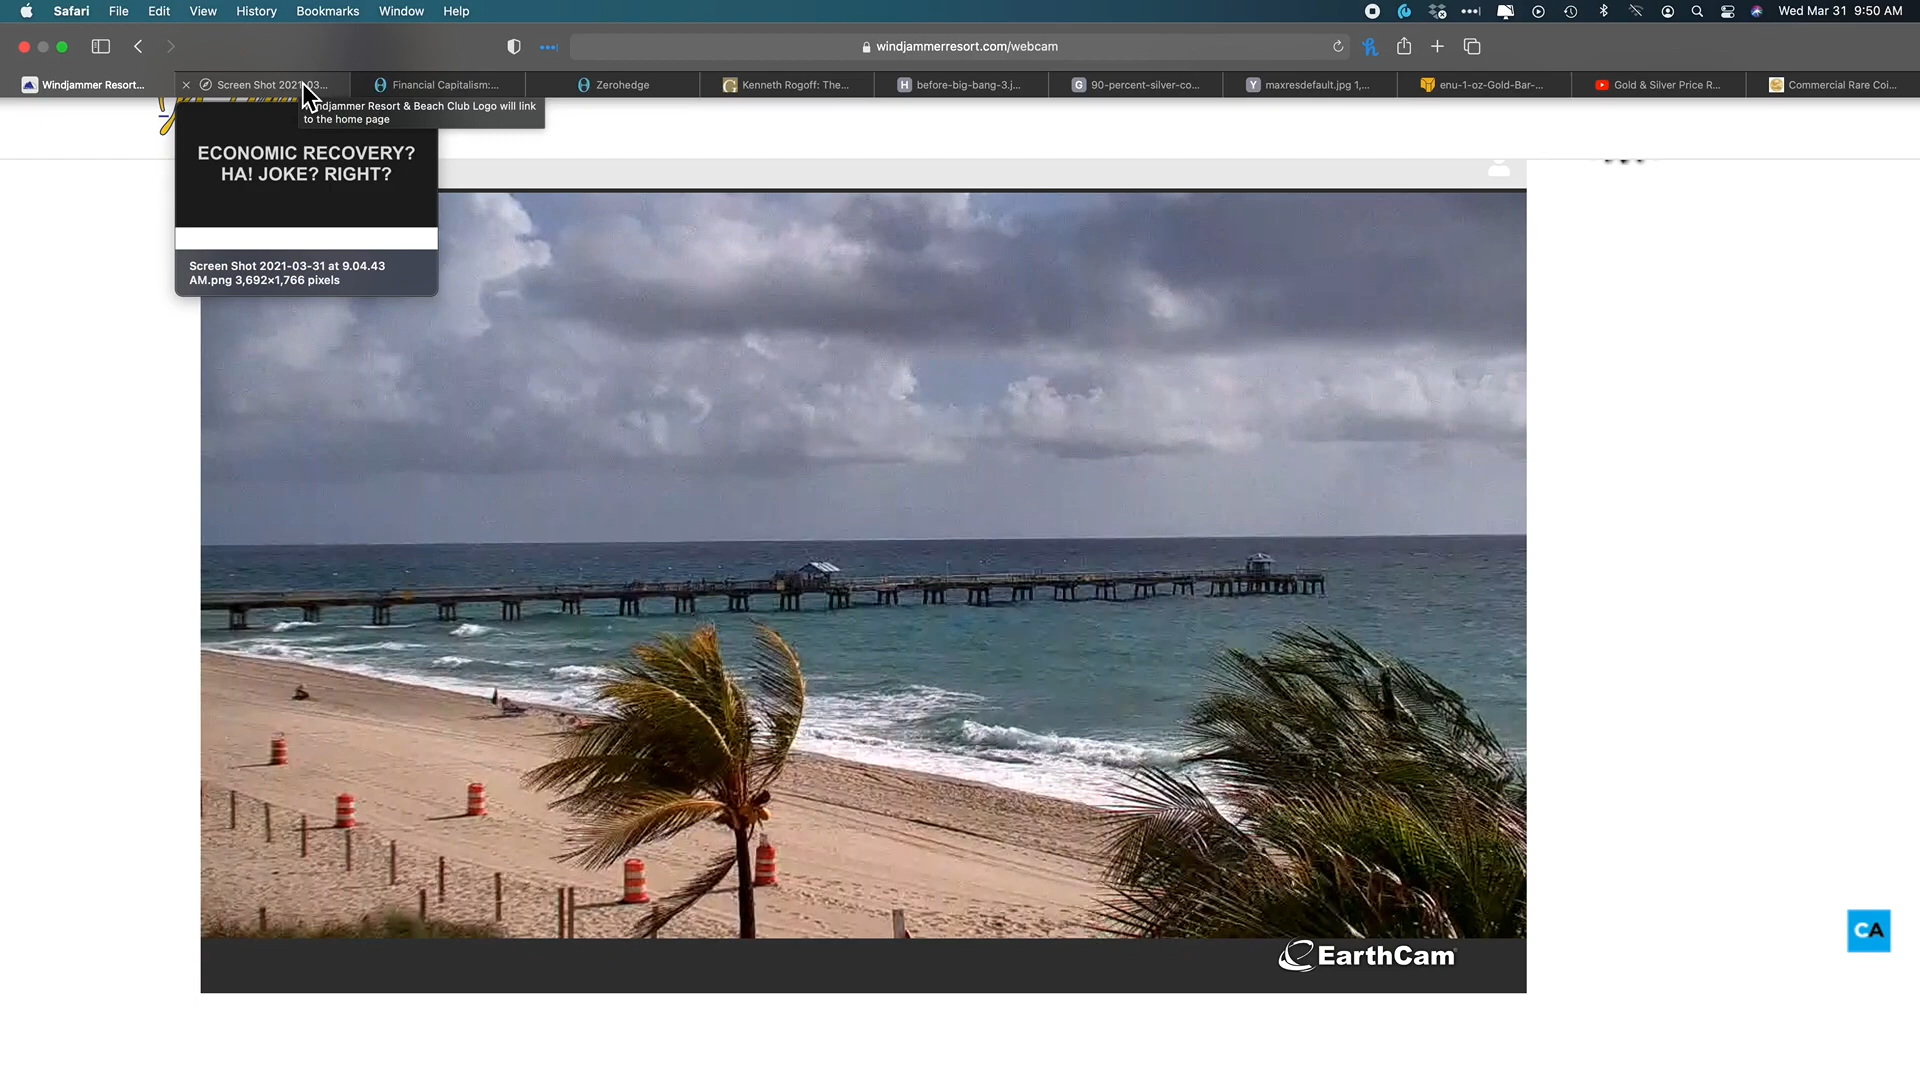 Safari File Edit View History Bookmarks Window Help
Wed Mar 31 9:50 AM
windjammerresort.com/webcam
Windjammer Resort...
Screen Shot 2021-03...
Financial Capitalism:...
Zerohedge
Kenneth Rogoff: The...
before-big-bang-3.j...
90-percent-silver-co...
maxresdefault.jpg 1,...
enu-1-oz-Gold-Bar-...
Gold & Silver Price R...
Commercial Rare Coi...
ndjammer Resort & Beach Club Logo will link
to the home page
ECONOMIC RECOVERY?
HA! JOKE? RIGHT?
Screen Shot 2021-03-31 at 9.04.43
AM.png 3,692×1,766 pixels
EarthCam
CA